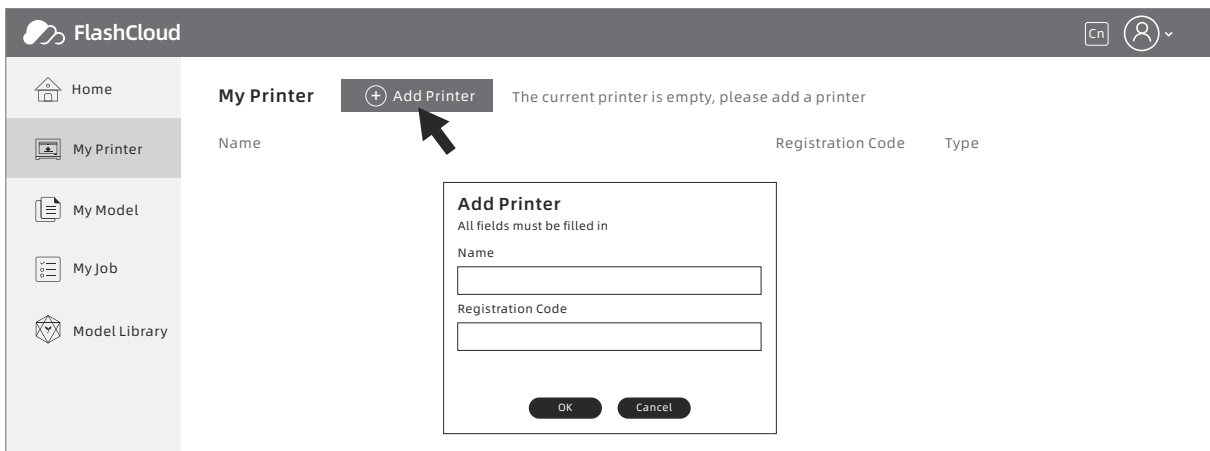 FlashCloud
Cn
Home
My Printer
My Model
My Job
Model Library
My Printer
Add Printer
The current printer is empty, please add a printer
Name
Registration Code
Type
Add Printer
All fields must be filled in
Name
Registration Code
OK
Cancel